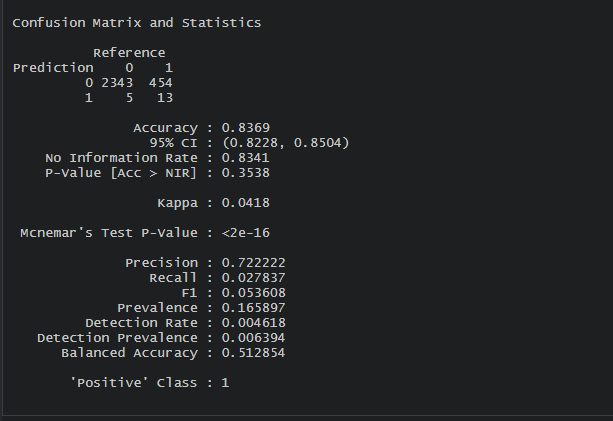 Confusion Matrix and Statistics
Reference
Prediction 0 1
0 2343 454
1 5 13
Accuracy : 0.8369
95% CI : (0.8228, 0.8504)
No Information Rate : 0.8341
P-Value [Acc > NIR] : 0.3538
Kappa : 0.0418
Mcnemar's Test P-Value : <2e-16
Precision : 0.722222
Recall : 0.027837
F1 : 0.053608
Prevalence : 0.165897
Detection Rate : 0.004618
Detection Prevalence : 0.006394
Balanced Accuracy : 0.512854
'Positive' Class : 1